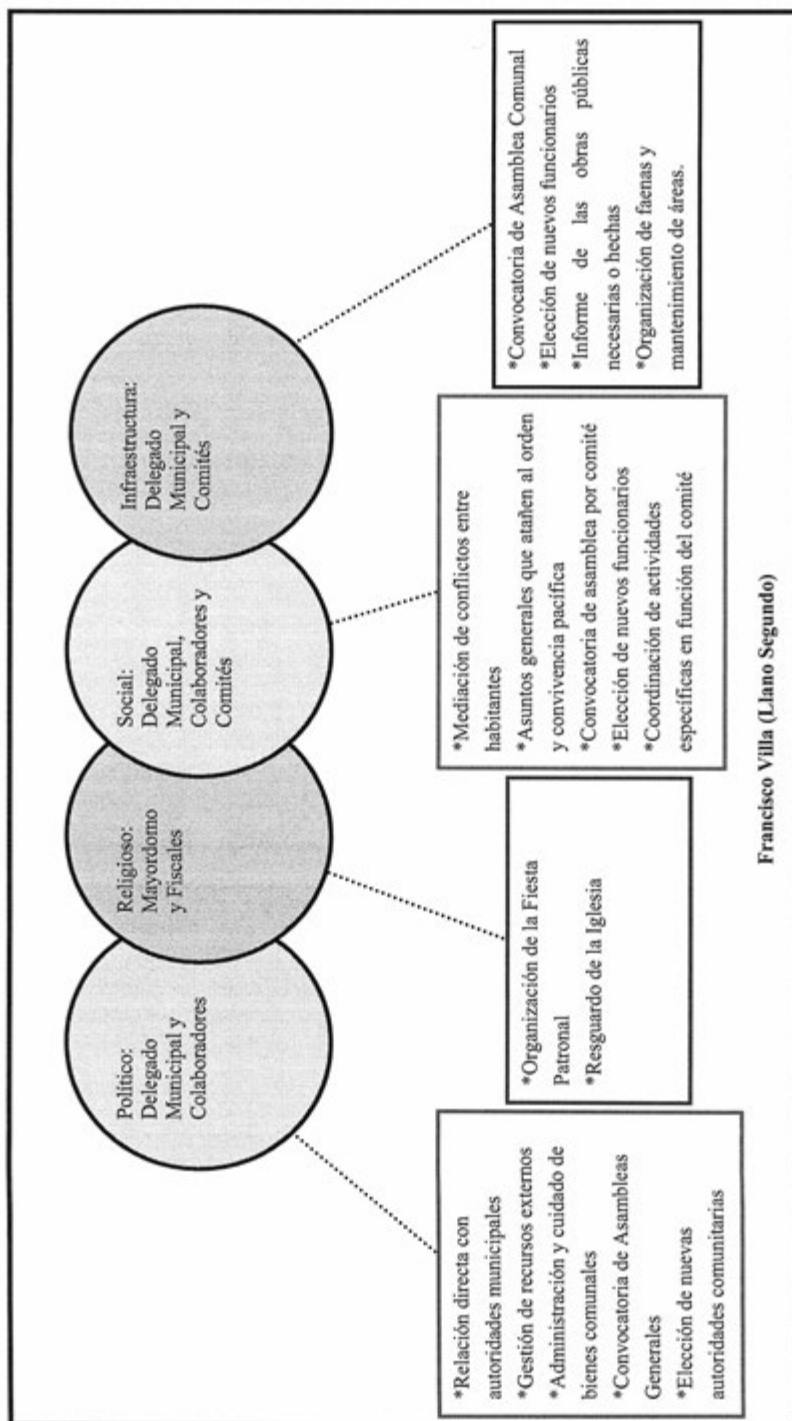 Político:
Delegado
Municipal y
Colaboradores
Religioso:
Mayordomo
y Fiscales
Social:
Delegado
Municipal,
Colaboradores y
Comités
Infraestructura:
Delegado
Municipal y
Comités
*Relación directa con
autoridades municipales
*Gestión de recursos externos
*Administración y cuidado de
bienes comunales
*Convocatoria de Asambleas
Generales
*Elección de nuevas
autoridades comunitarias
*Organización de la Fiesta
Patronal
*Resguardo de la Iglesia
*Mediación de conflictos entre
habitantes
*Asuntos generales que atañen al orden
y convivencia pacífica
*Convocatoria de asamblea por comité
*Elección de nuevos funcionarios
*Coordinación de actividades
específicas en función del comité
*Convocatoria de Asamblea Comunal
*Elección de nuevos funcionarios
*Informe de las obras públicas
necesarias o hechas
*Organización de faenas y
mantenimiento de áreas.
Francisco Villa (Llano Segundo)